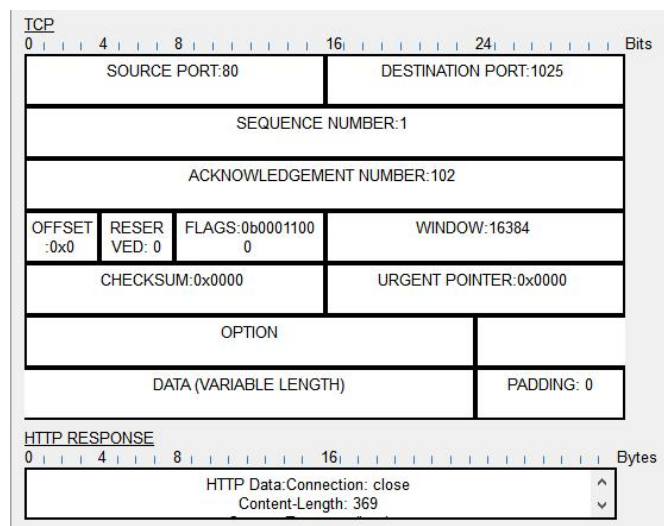 TCP
0 4 8 16 24 Bits
SOURCE PORT:80 DESTINATION PORT:1025
SEQUENCE NUMBER:1
ACKNOWLEDGEMENT NUMBER:102
OFFSET :0x0 RESER VED: 0 FLAGS:0b0001100 0 WINDOW:16384
CHECKSUM:0x0000 URGENT POINTER:0x0000
OPTION
DATA (VARIABLE LENGTH) PADDING: 0
HTTP RESPONSE
0 4 8 16 Bytes
HTTP Data:Connection: close
Content-Length: 369